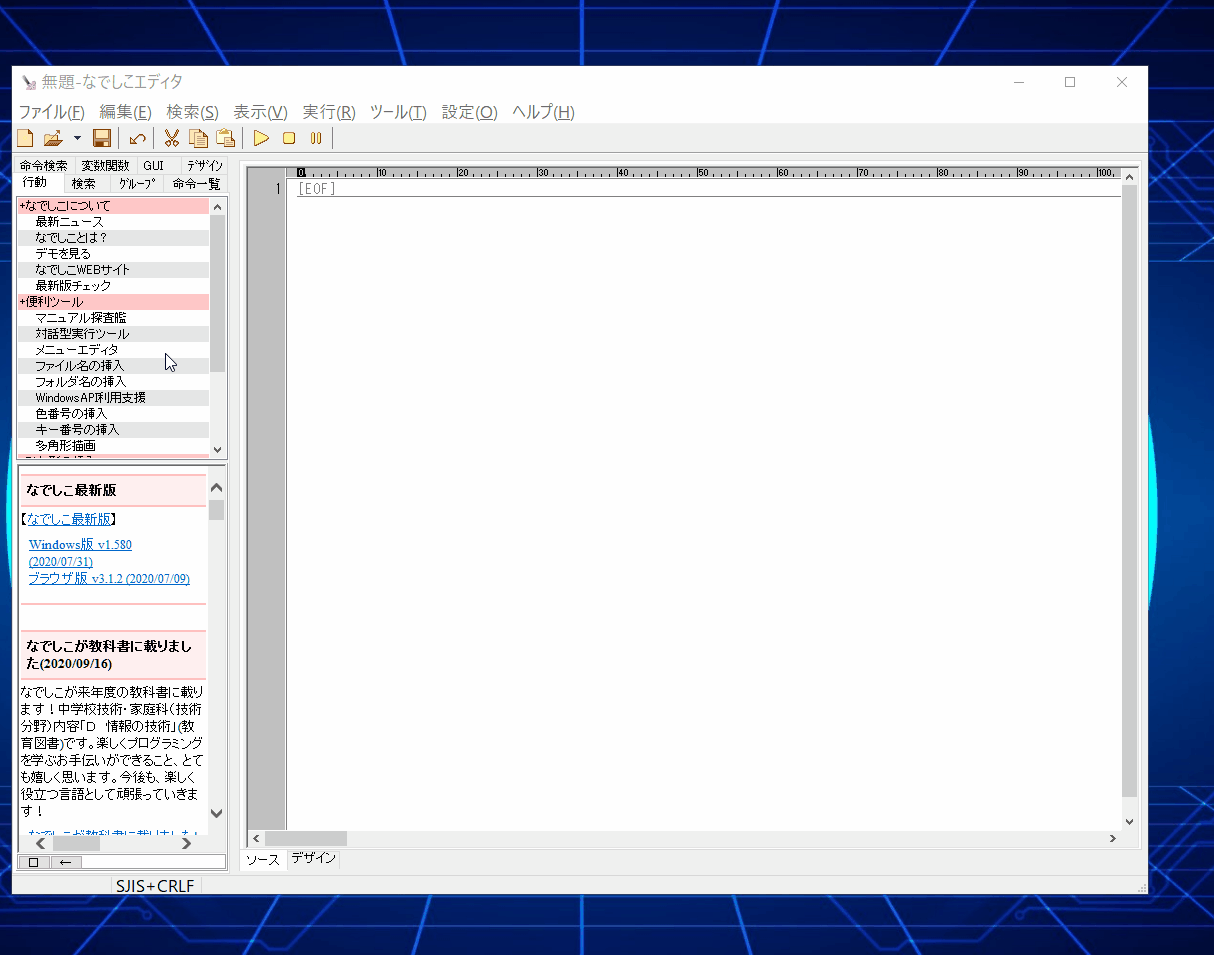 無題-なでしこエディタ
ファイル(F) 編集(E) 検索(S) 表示(V) 実行(R) ツール(T) 設定(O) ヘルプ(H)
命令検索 変数関数 GUI デザイン
行動 検索 グループ 命令一覧
+なでしこについて
最新ニュース
なでしことは？
デモを見る
なでしこWEBサイト
最新版チェック
+便利ツール
マニュアル探査艦
対話型実行ツール
メニューエディタ
ファイル名の挿入
フォルダ名の挿入
WindowsAPI利用支援
色番号の挿入
キー番号の挿入
多角形描画
なでしこ最新版
【なでしこ最新版】
Windows版 v1.580
(2020/07/31)
ブラウザ版 v3.1.2 (2020/07/09)
なでしこが教科書に載りまし
た(2020/09/16)
なでしこが来年度の教科書に載り
ます！中学校技術・家庭科（技術
分野）内容「D　情報の技術」(教
育図書)です。楽しくプログラミング
を学ぶお手伝いができること、とて
も嬉しく思います。今後も、楽しく
役立つ言語として頑張っていきま
す！
なでしこが教科書に載りました!
0 10 20 30 40 50 60 70 80 90 100
1 [EOF]
ソース デザイン
SJIS+CRLF